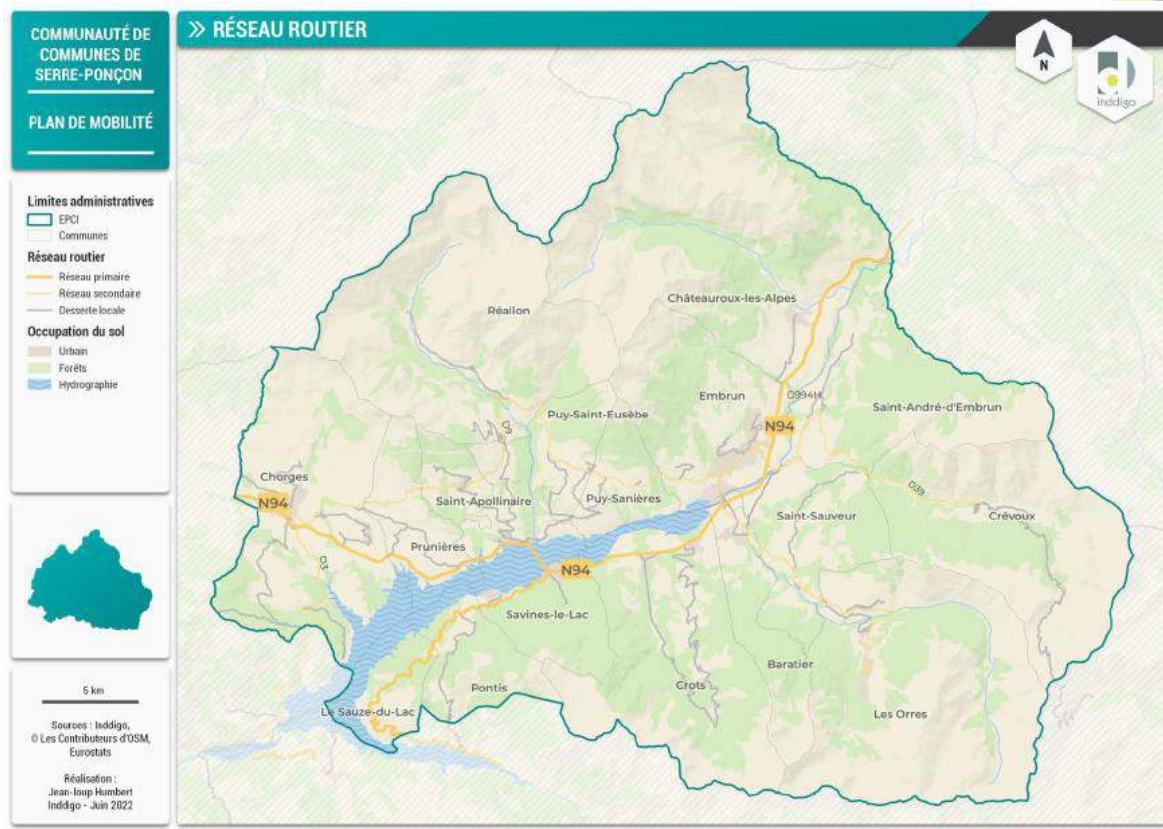 COMMUNAUTÉ DE
COMMUNES DE
SERRE-PONÇON
PLAN DE MOBILITÉ
>> RÉSEAU ROUTIER
N
inddigo
Limites administratives
EPCI
Communes
Réseau routier
Réseau primaire
Réseau secondaire
Desserte locale
Occupation du sol
Urbain
Forêts
Hydrographie
5 km
Sources : Inddigo,
© Les Contributeurs d'OSM,
Eurostats
Réalisation :
Jean-loup Humbert
Inddigo - Juin 2022
Réallon
Châteauroux-les-Alpes
Embrun
D994H
Saint-André-d'Embrun
Puy-Saint-Eusèbe
N94
D9
Chorges
N94
Saint-Apollinaire
Puy-Sanières
D39
Saint-Sauveur
Crévoux
Prunières
D3
N94
Savines-le-Lac
Baratier
Pontis
Crots
Le Sauze-du-Lac
Les Orres